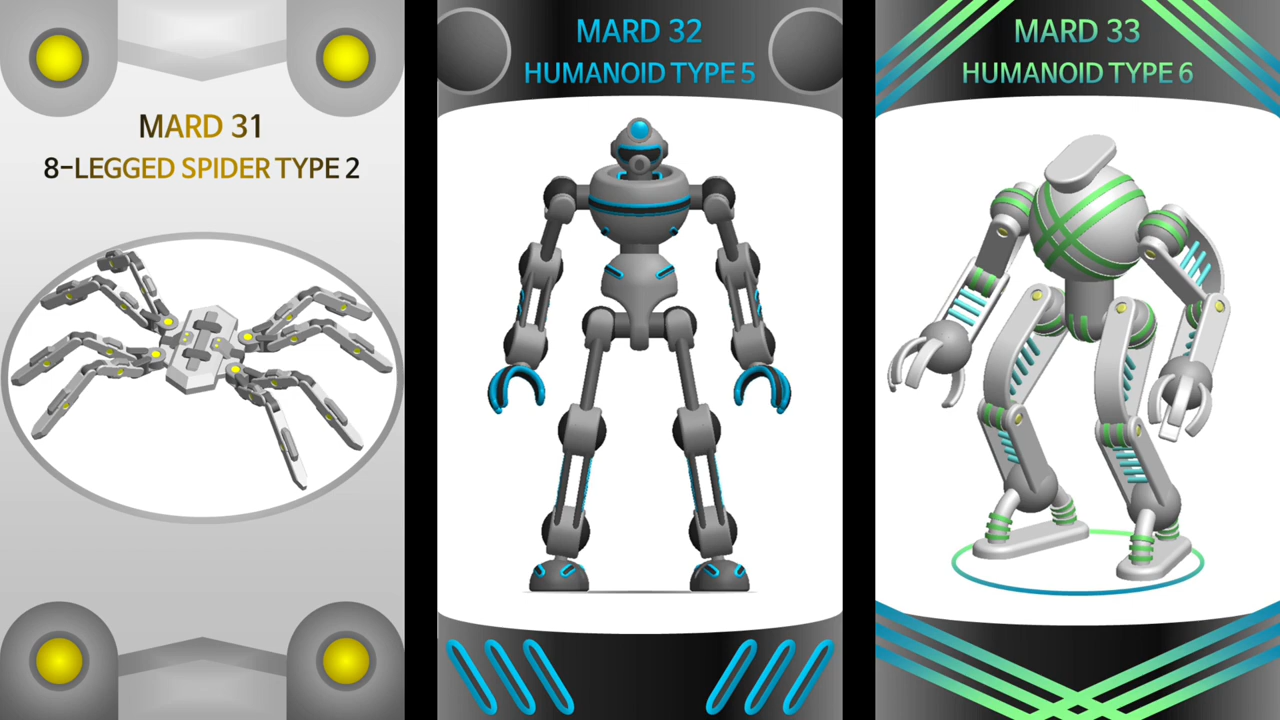 MARD 31
8-LEGGED SPIDER TYPE 2
MARD 32
HUMANOID TYPE 5
MARD 33
HUMANOID TYPE 6